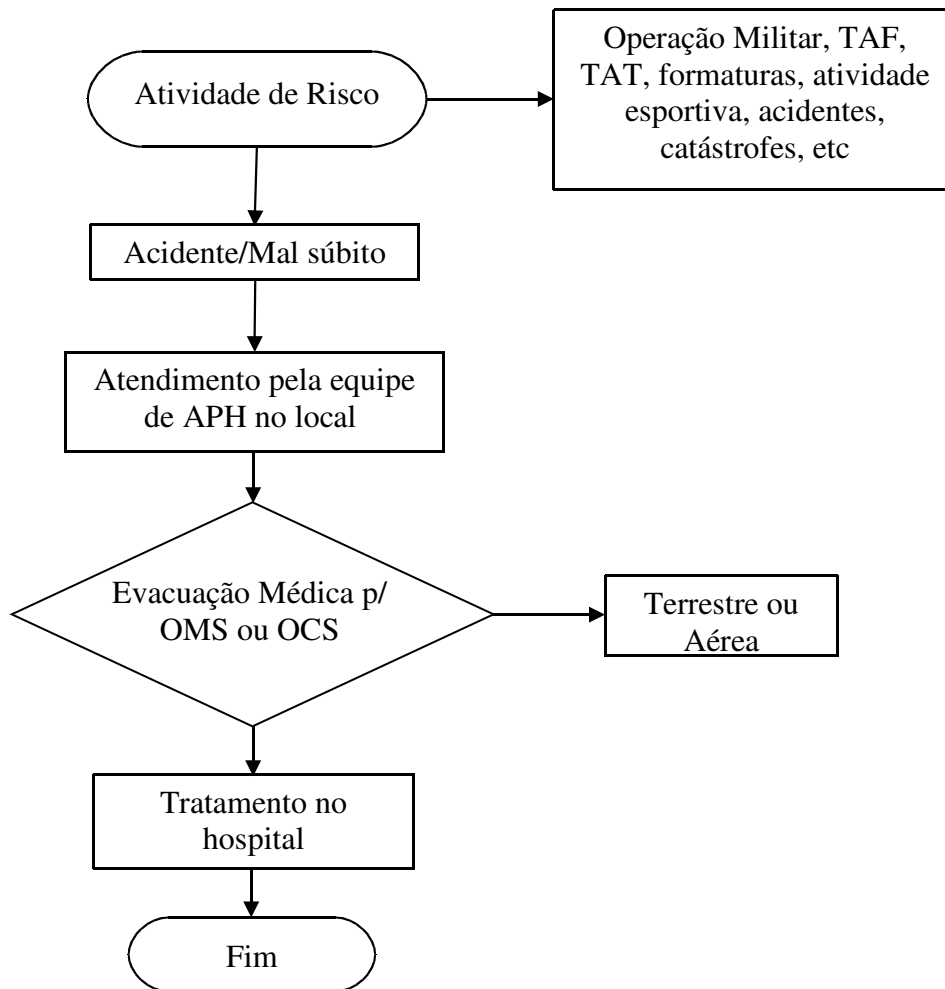 Atividade de Risco
Operação Militar, TAF,
TAT, formaturas, atividade
esportiva, acidentes,
catástrofes, etc
Acidente/Mal súbito
Atendimento pela equipe
de APH no local
Evacuação Médica p/
OMS ou OCS
Terrestre ou
Aérea
Tratamento no
hospital
Fim